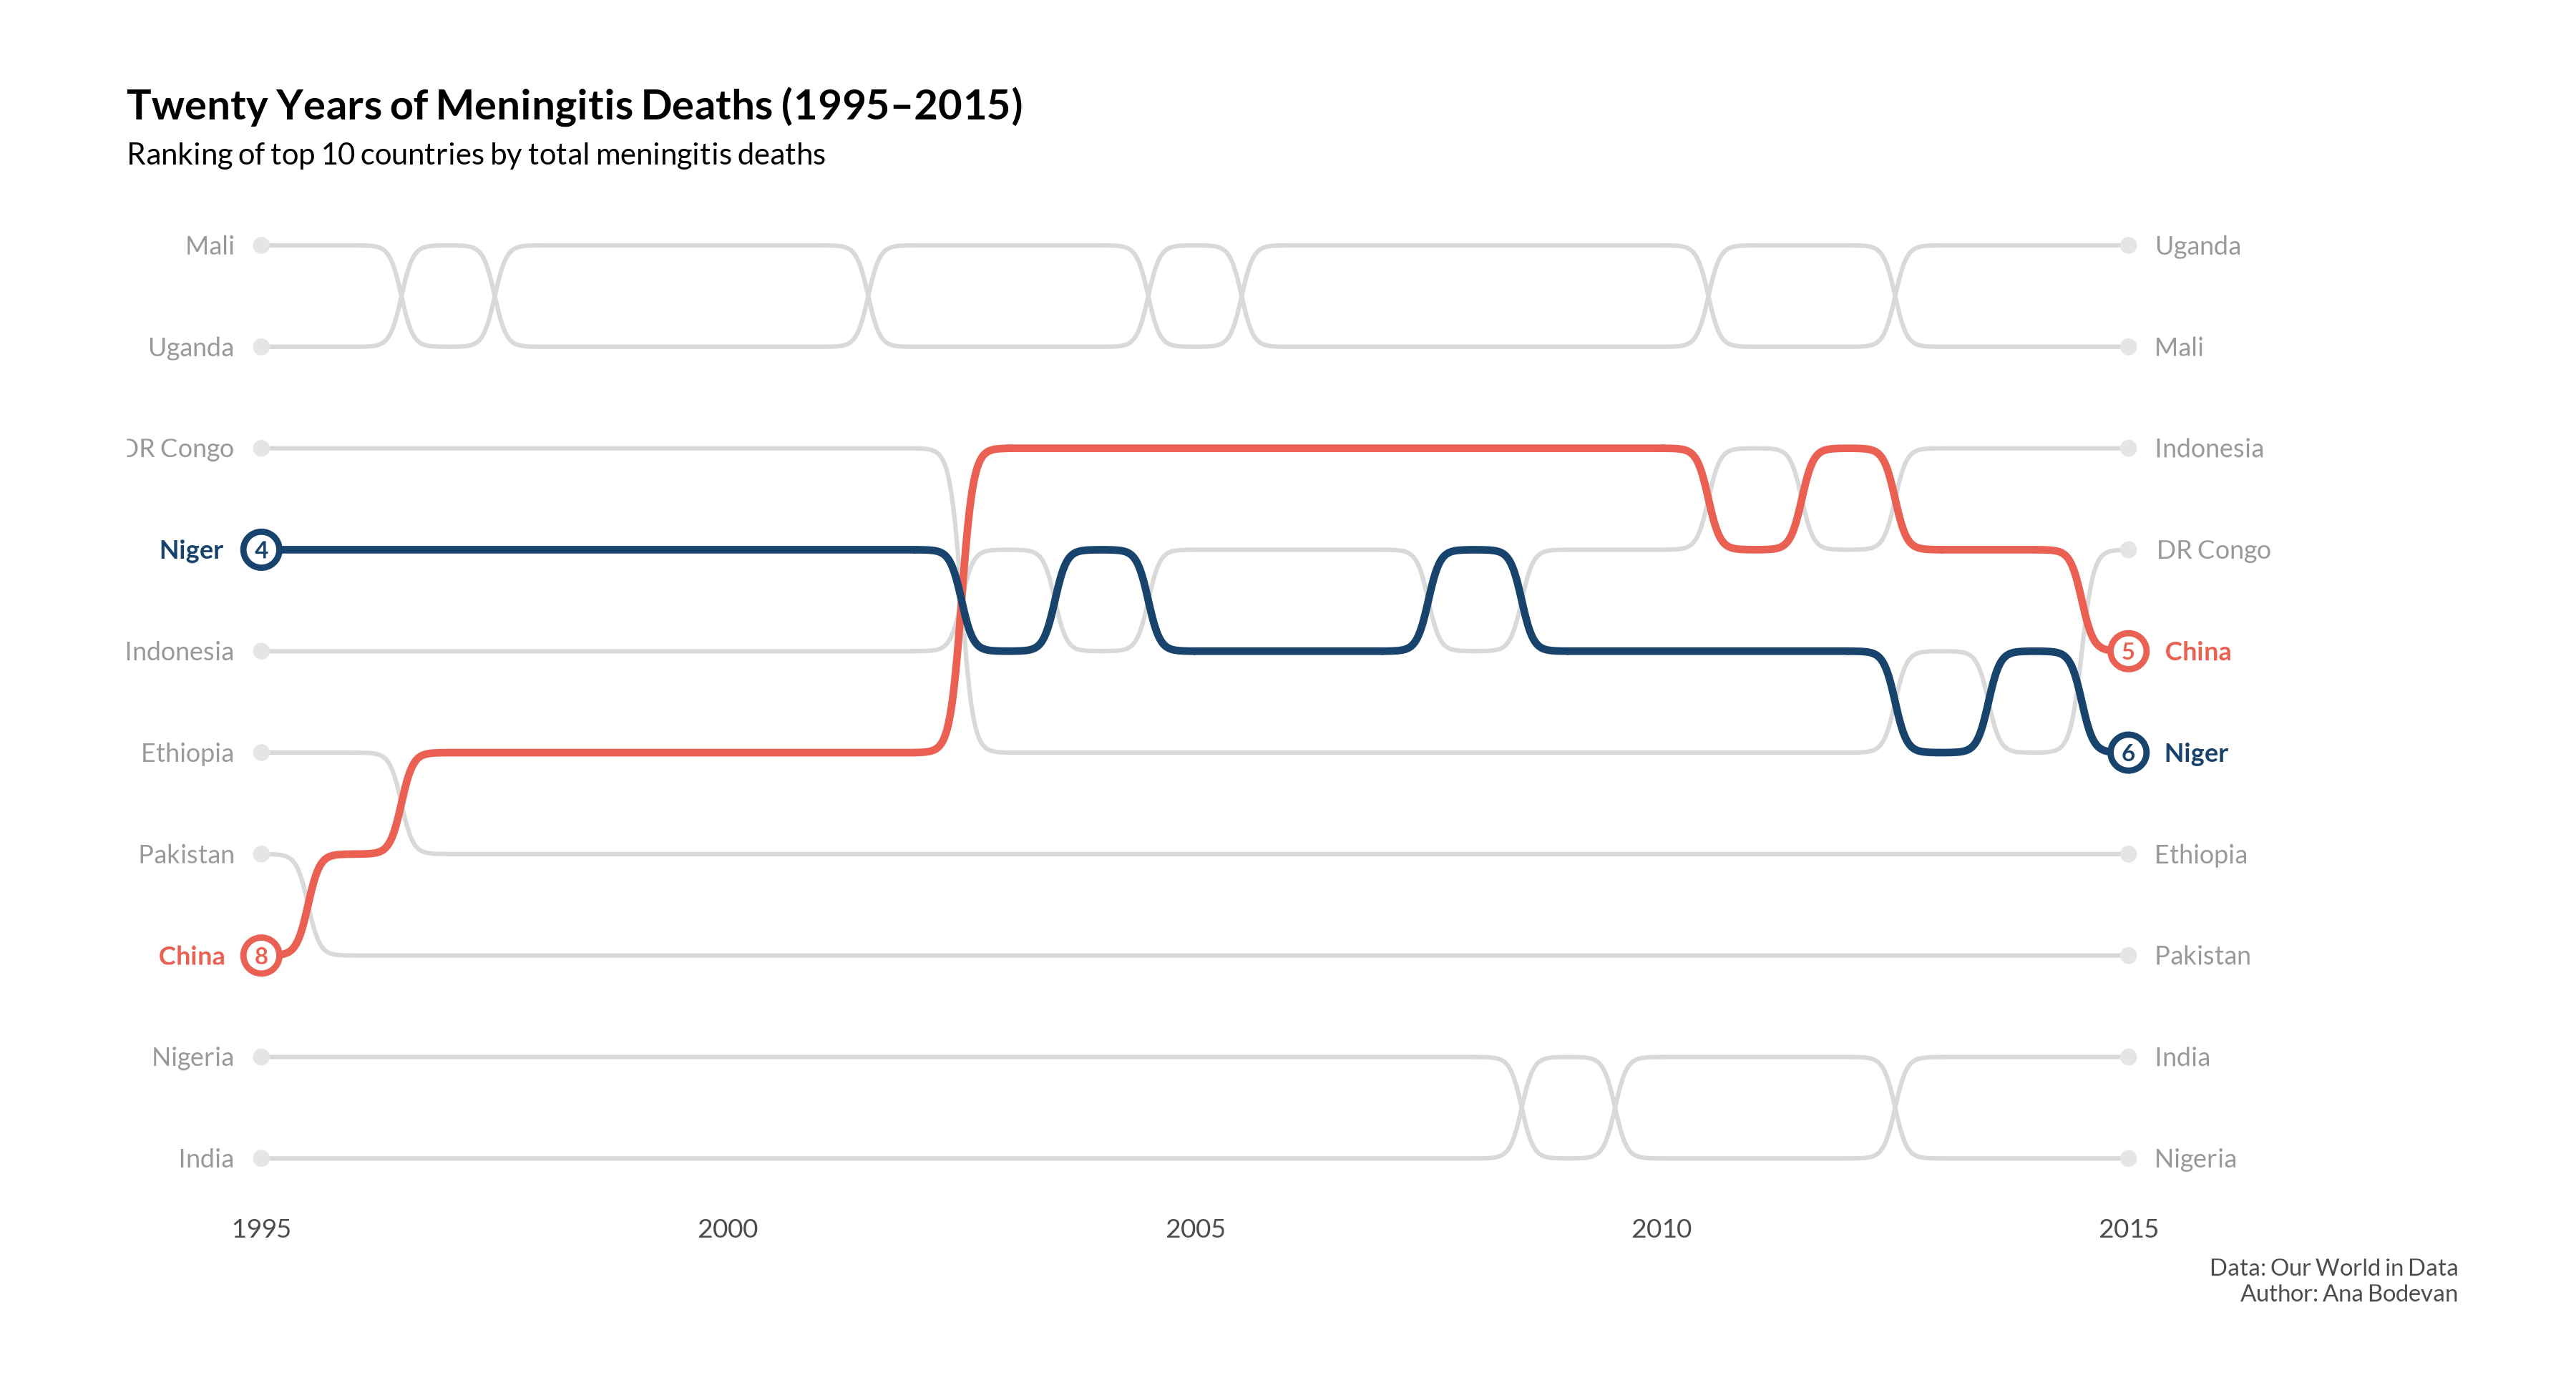 Twenty Years of Meningitis Deaths (1995–2015)
Ranking of top 10 countries by total meningitis deaths
Mali
Uganda
Uganda
Mali
DR Congo
Indonesia
Niger 4
DR Congo
Indonesia
5 China
Ethiopia
6 Niger
Pakistan
Ethiopia
China 8
Pakistan
Nigeria
India
India
Nigeria
1995 2000 2005 2010 2015
Data: Our World in Data
Author: Ana Bodevan